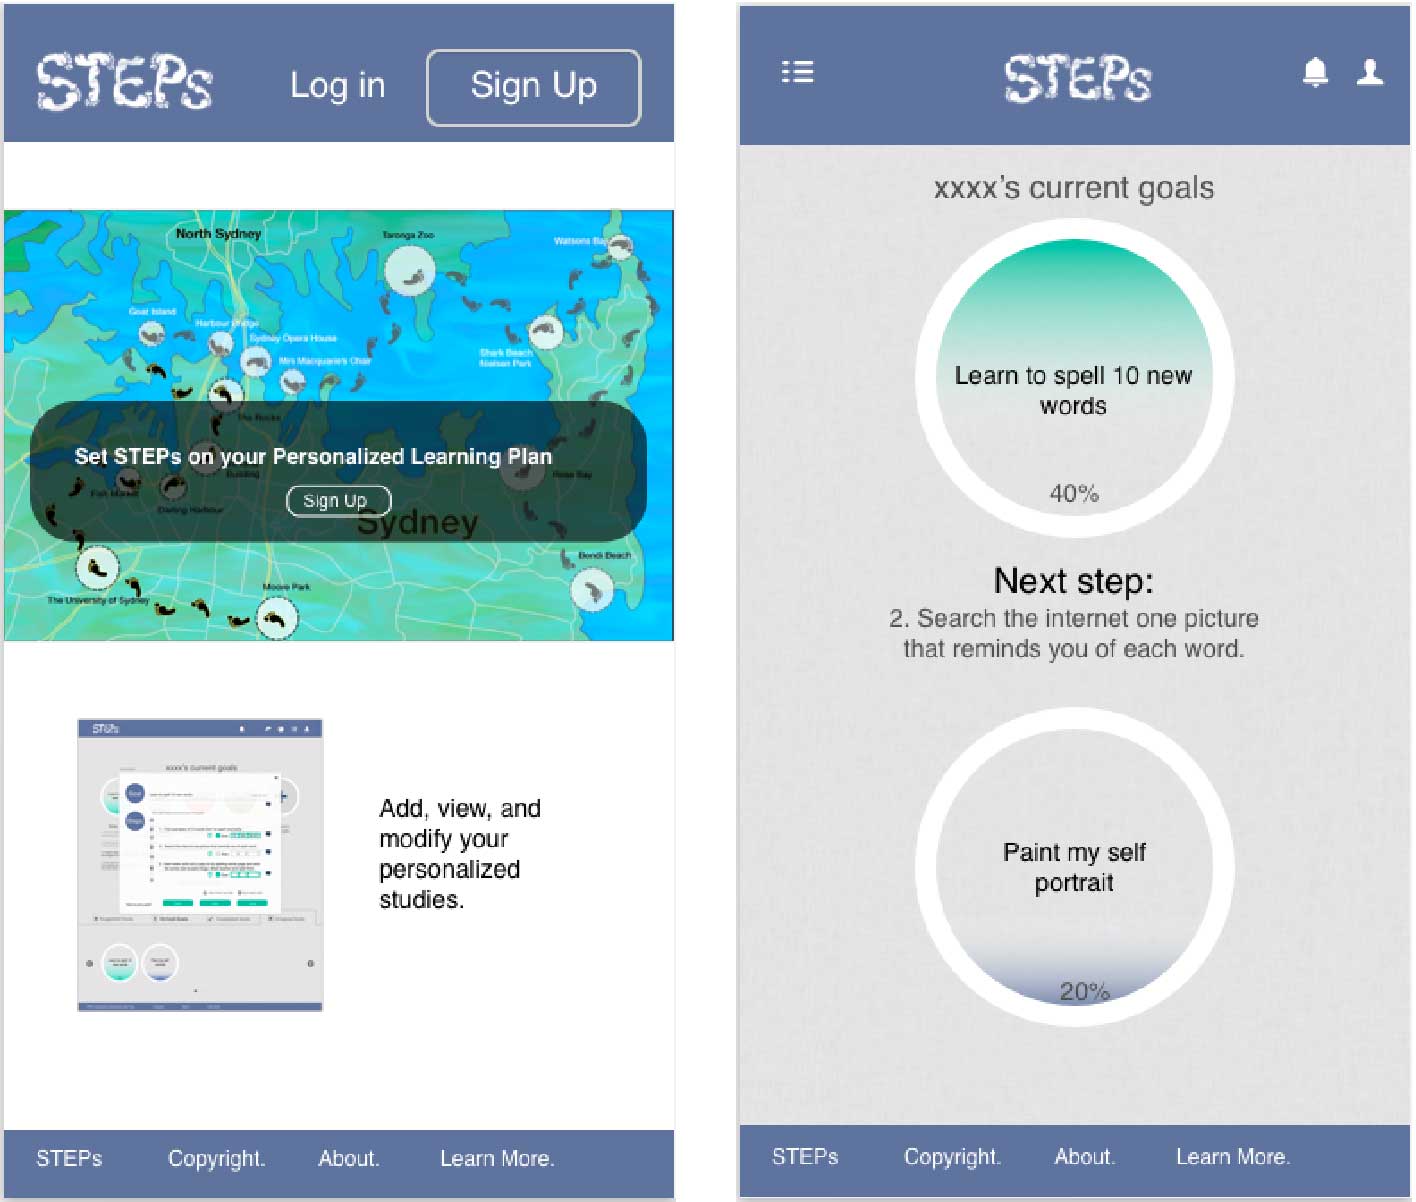 STEPs
Log in
Sign Up
North Sydney
Taronga Zoo
Watsons Bay
Goat Island
Harbour Bridge
Sydney Opera House
Mrs Macquarie's Chair
Shark Beach
Nielsen Park
The Rocks
Set STEPs on your Personalized Learning Plan
Building
Rose Bay
Fish Market
Sign Up
Darling Harbour
Sydney
Bondi Beach
Moore Park
The University of Sydney
STEPs
xxxx's current goals
Add, view, and
modify your
personalized
studies.
STEPs
Copyright.
About.
Learn More.
STEPs
xxxx's current goals
Learn to spell 10 new
words
40%
Next step:
2. Search the internet one picture
that reminds you of each word.
Paint my self
portrait
20%
STEPs
Copyright.
About.
Learn More.